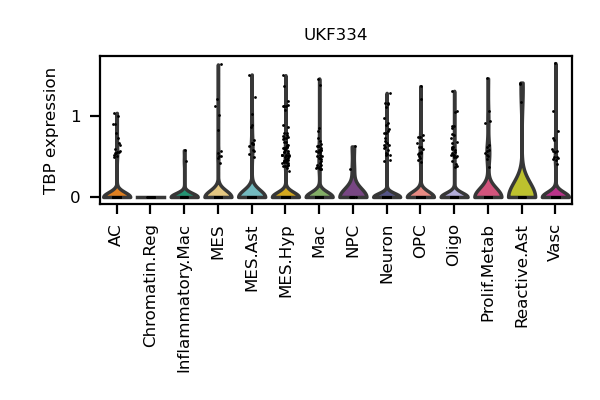 UKF334
TBP expression
1
0
AC
Chromatin.Reg
Inflammatory.Mac
MES
MES.Ast
MES.Hyp
Mac
NPC
Neuron
OPC
Oligo
Prolif.Metab
Reactive.Ast
Vasc